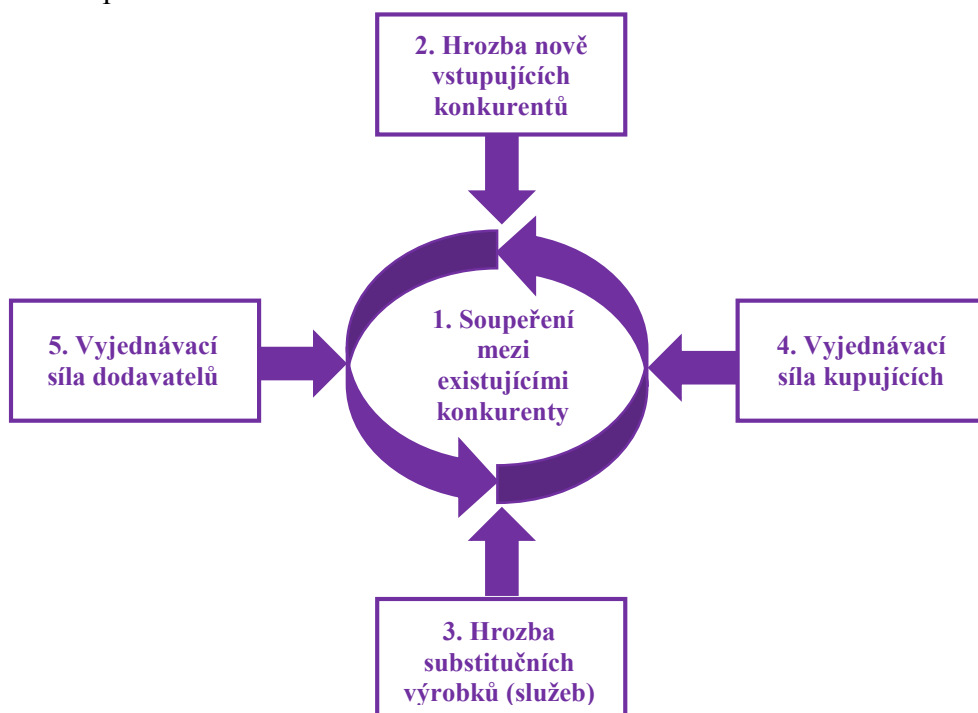 2. Hrozba nově
vstupujících
konkurentů
5. Vyjednávací
síla dodavatelů
1. Soupeření
mezi
existujícími
konkurenty
4. Vyjednávací
síla kupujících
3. Hrozba
substitučních
výrobků (služeb)